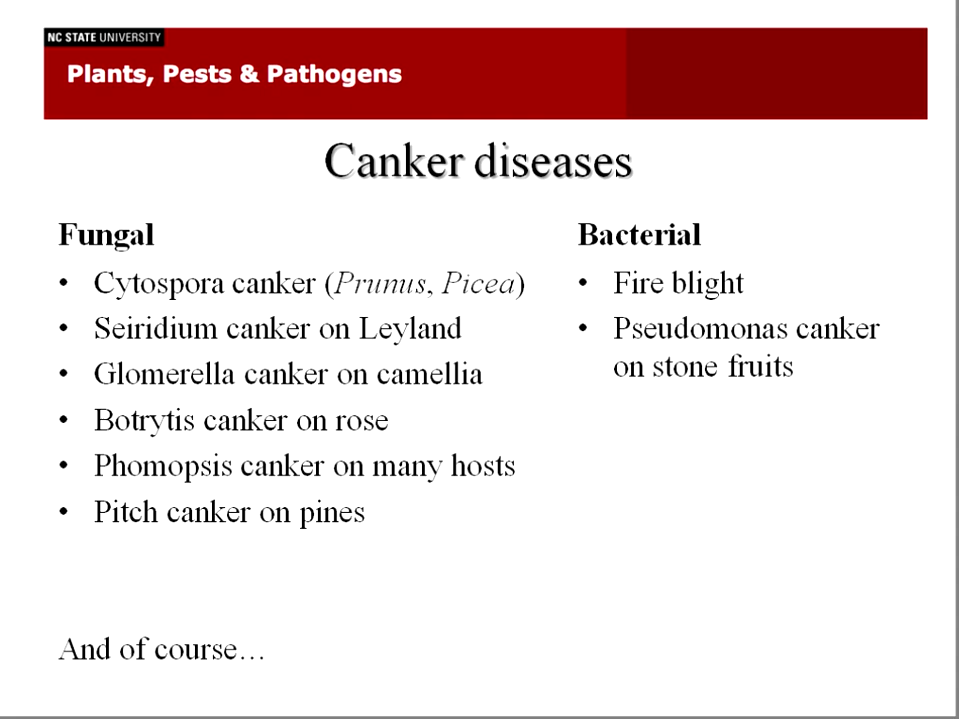 NC STATE UNIVERSITY
Plants, Pests & Pathogens
Canker diseases
Fungal
• Cytospora canker (Prunus, Picea)
• Seiridium canker on Leyland
• Glomerella canker on camellia
• Botrytis canker on rose
• Phomopsis canker on many hosts
• Pitch canker on pines
Bacterial
• Fire blight
• Pseudomonas canker
on stone fruits
And of course…